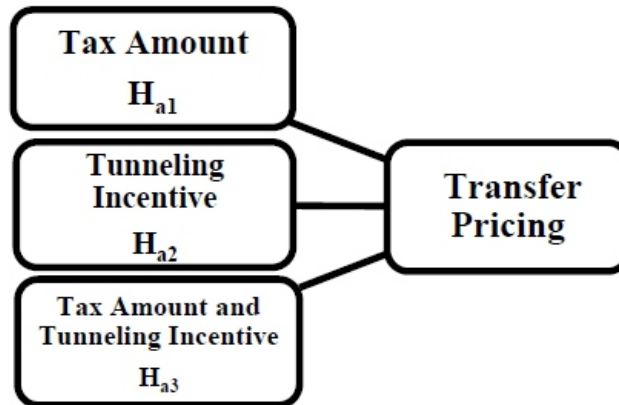 Tax Amount
Hₐ₁
Tunneling
Incentive
Hₐ₂
Tax Amount and
Tunneling Incentive
Hₐ₃
Transfer
Pricing